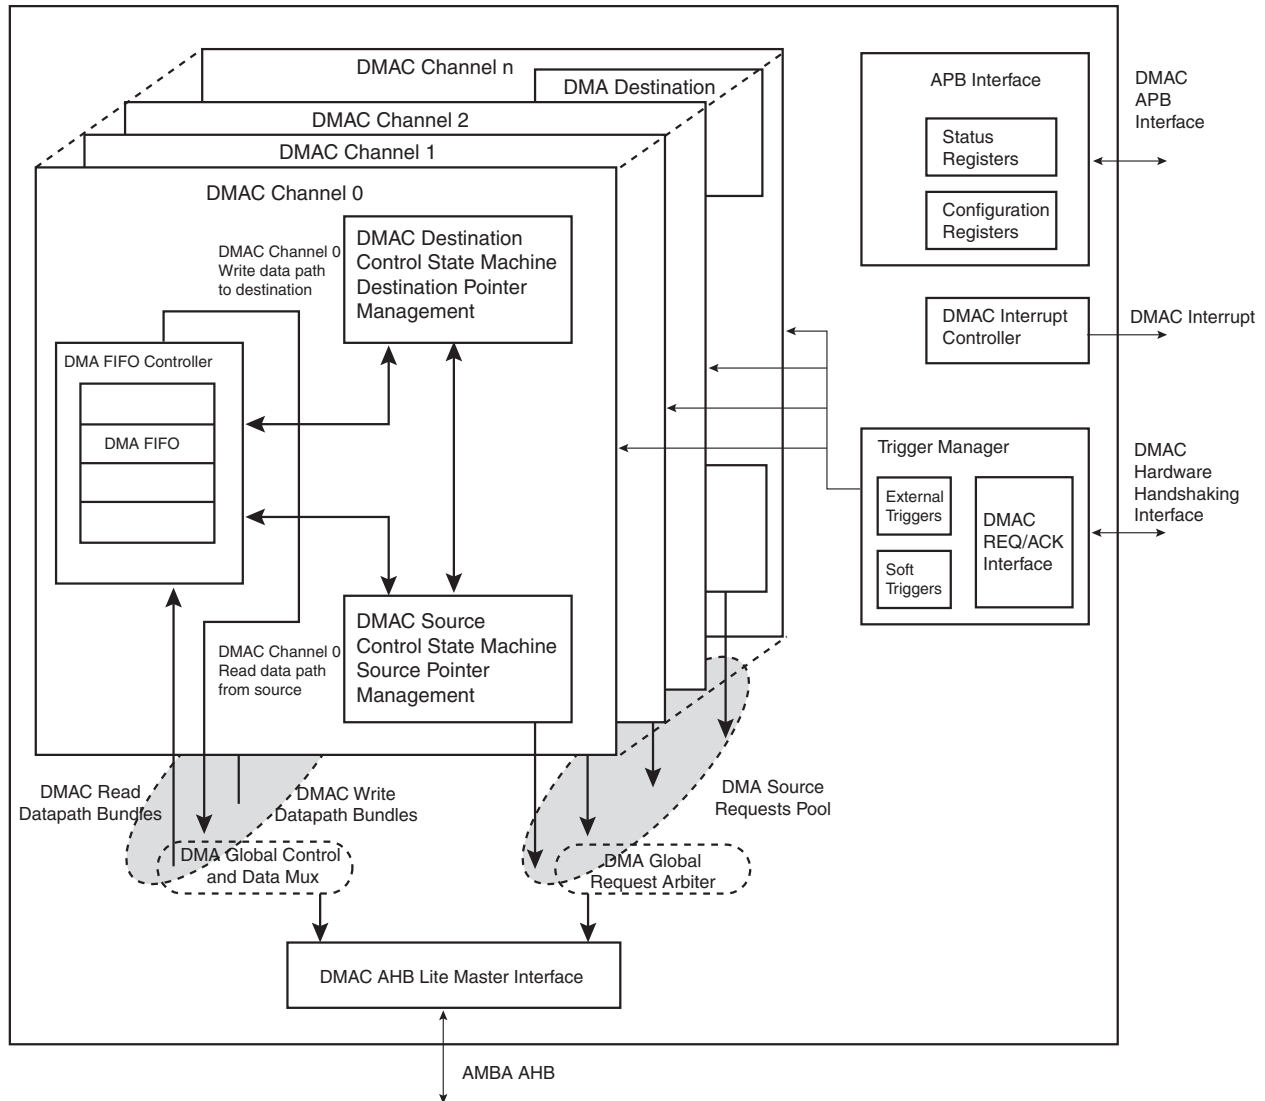 DMAC Channel n
DMA Destination
DMAC Channel 2
DMAC Channel 1
DMAC Channel 0
DMAC Destination
Control State Machine
Destination Pointer
Management
DMAC Channel 0
Write data path
to destination
DMA FIFO Controller
DMA FIFO
DMAC Source
Control State Machine
Source Pointer
Management
DMAC Channel 0
Read data path
from source
APB Interface
Status
Registers
Configuration
Registers
DMAC
APB
Interface
DMAC Interrupt
Controller
DMAC Interrupt
Trigger Manager
External
Triggers
Soft
Triggers
DMAC
REQ/ACK
Interface
DMAC
Hardware
Handshaking
Interface
DMAC Read
Datapath Bundles
DMAC Write
Datapath Bundles
DMA Source
Requests Pool
DMA Global Control
and Data Mux
DMA Global
Request Arbiter
DMAC AHB Lite Master Interface
AMBA AHB